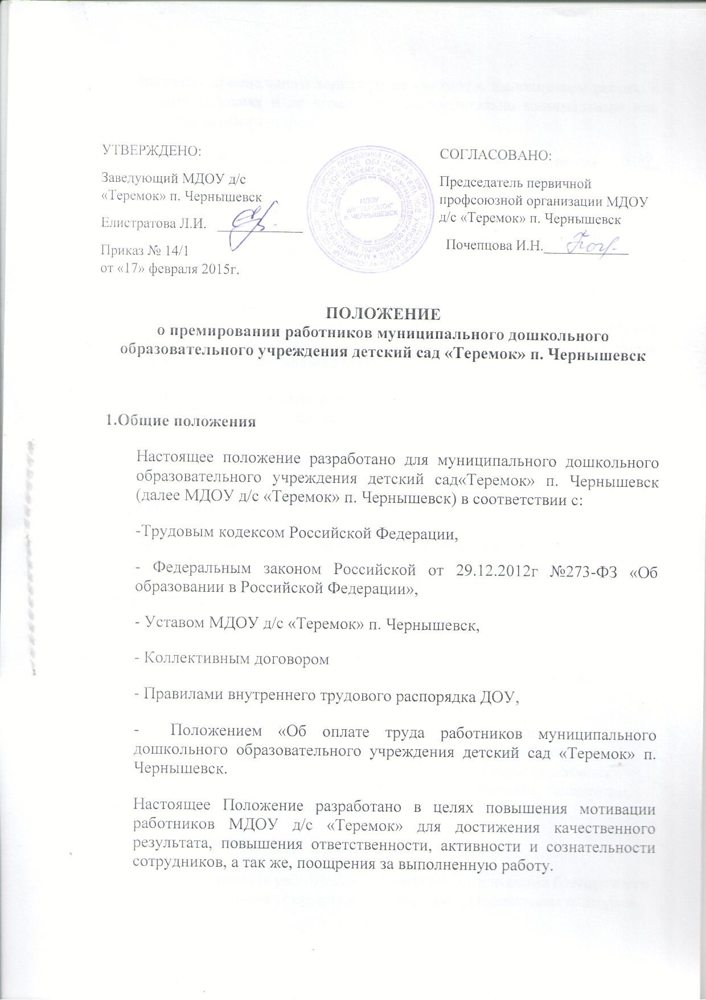 УТВЕРЖДЕНО:
Заведующий МДОУ д/с
«Теремок» п. Чернышевск
Елистратова Л.И. ___________
Приказ № 14/1
от «17» февраля 2015г.
МДОУ
д/с "ТЕРЕМОК"
п. ЧЕРНЫШЕВСК
СОГЛАСОВАНО:
Председатель первичной
профсоюзной организации МДОУ
д/с «Теремок» п. Чернышевск
Почепцова И.Н.___________
ПОЛОЖЕНИЕ
о премировании работников муниципального дошкольного
образовательного учреждения детский сад «Теремок» п. Чернышевск
1.Общие положения
Настоящее положение разработано для муниципального дошкольного
образовательного учреждения детский сад«Теремок» п. Чернышевск
(далее МДОУ д/с «Теремок» п. Чернышевск) в соответствии с:
-Трудовым кодексом Российской Федерации,
- Федеральным законом Российской от 29.12.2012г №273-ФЗ «Об
образовании в Российской Федерации»,
- Уставом МДОУ д/с «Теремок» п. Чернышевск,
- Коллективным договором
- Правилами внутреннего трудового распорядка ДОУ,
- Положением «Об оплате труда работников муниципального
дошкольного образовательного учреждения детский сад «Теремок» п.
Чернышевск.
Настоящее Положение разработано в целях повышения мотивации
работников МДОУ д/с «Теремок» для достижения качественного
результата, повышения ответственности, активности и сознательности
сотрудников, а так же, поощрения за выполненную работу.